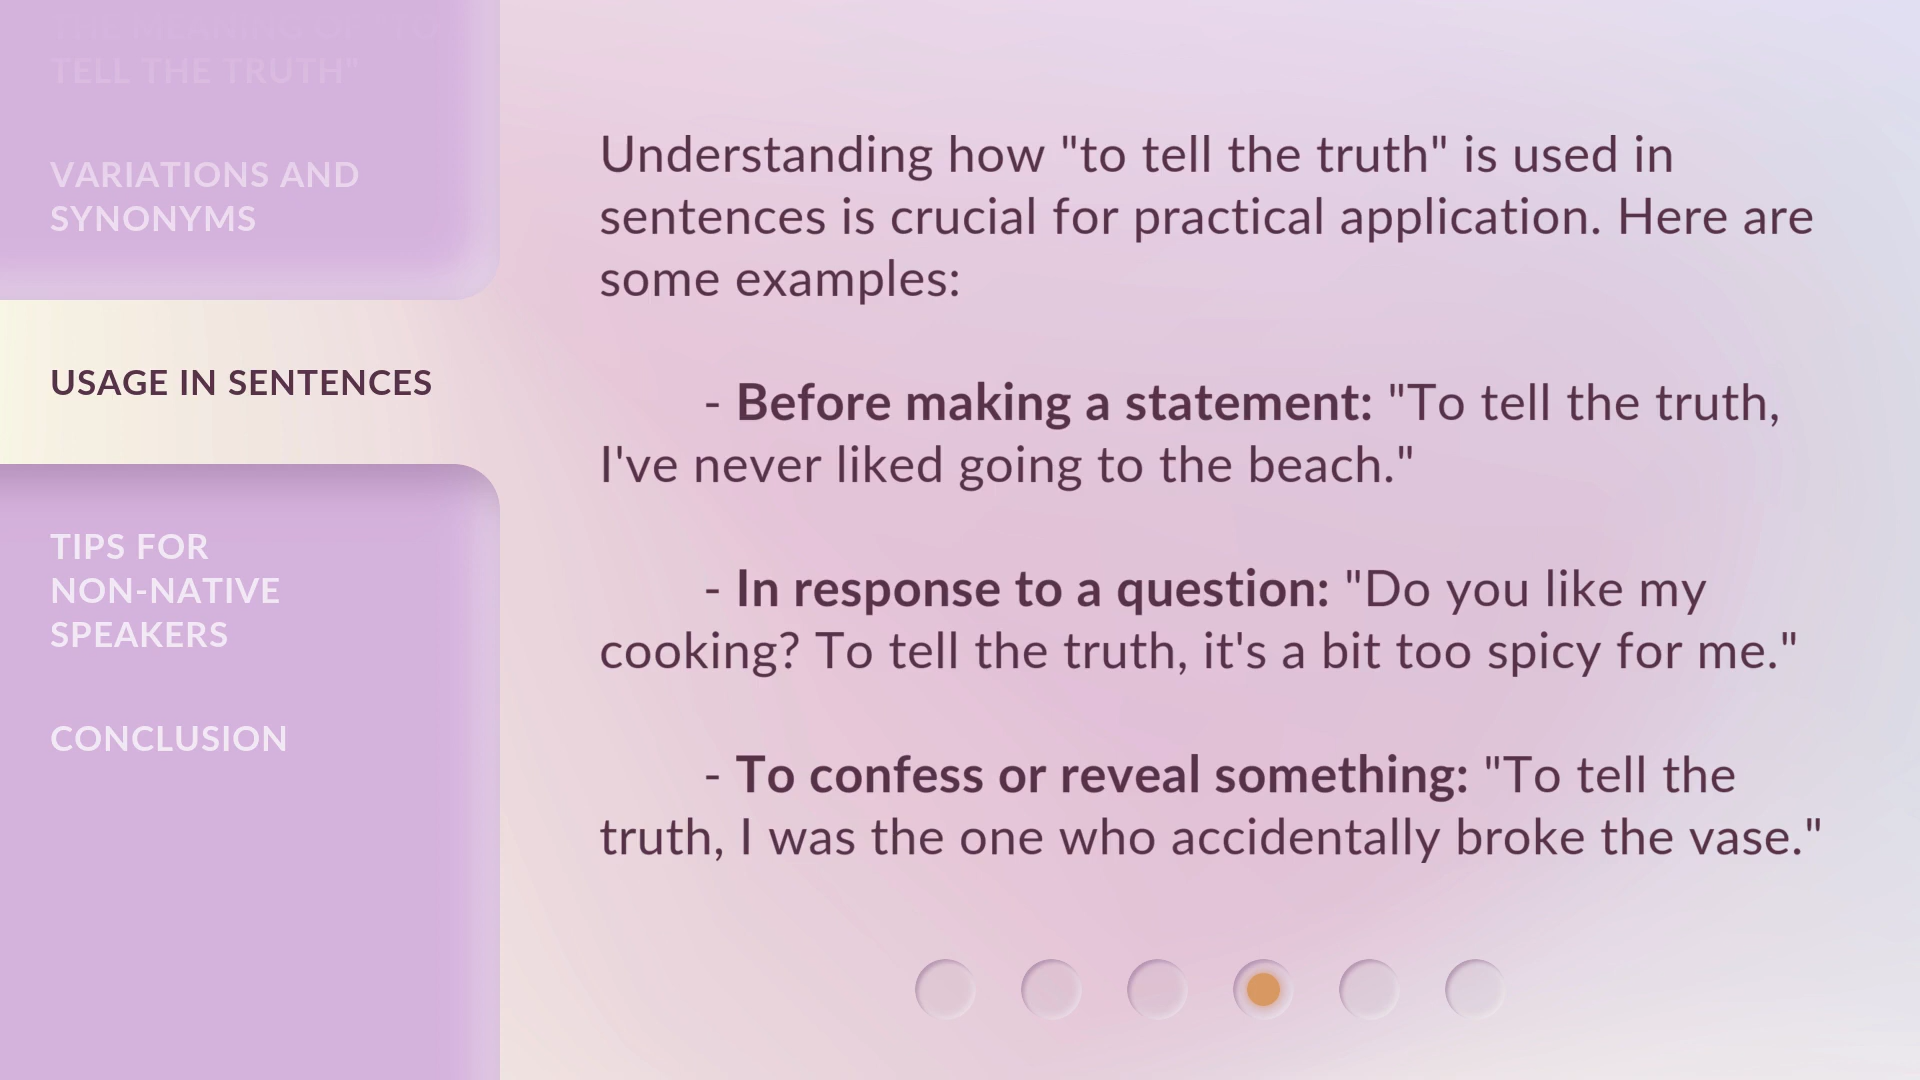 THE MEANING OF "TO
TELL THE TRUTH"
VARIATIONS AND
SYNONYMS
USAGE IN SENTENCES
TIPS FOR
NON-NATIVE
SPEAKERS
CONCLUSION
Understanding how "to tell the truth" is used in
sentences is crucial for practical application. Here are
some examples:
- Before making a statement: "To tell the truth,
I've never liked going to the beach."
- In response to a question: "Do you like my
cooking? To tell the truth, it's a bit too spicy for me."
- To confess or reveal something: "To tell the
truth, I was the one who accidentally broke the vase."